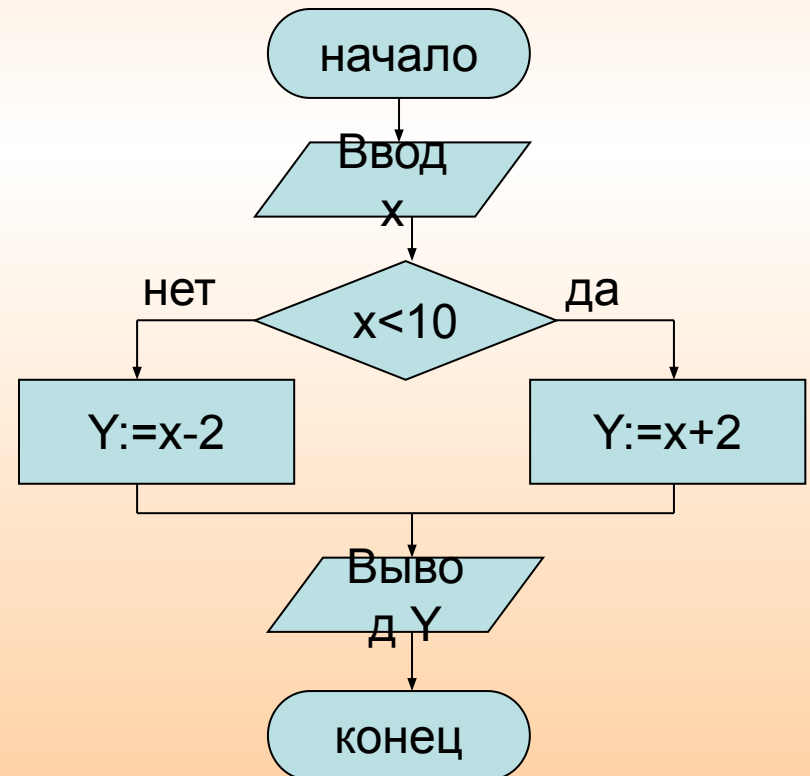 начало
Ввод
x
нет
да
x<10
Y:=x-2
Y:=x+2
Выво
д Y
конец